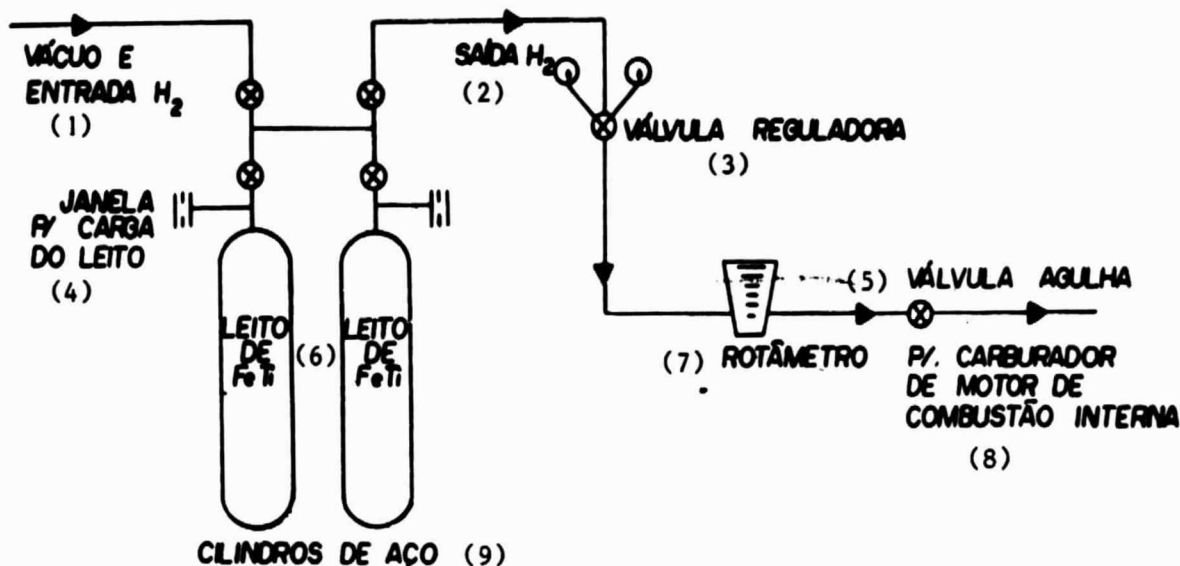 VÁCUO E
ENTRADA H₂
(1)
SAÍDA H₂
(2)
VÁLVULA REGULADORA
(3)
JANELA
P/ CARGA
DO LEITO
(4)
LEITO
DE
FeTi
(6)
LEITO
DE
FeTi
(5) VÁLVULA AGULHA
(7) ROTÂMETRO
P/. CARBURADOR
DE MOTOR DE
COMBUSTÃO INTERNA
(8)
CILINDROS DE AÇO (9)